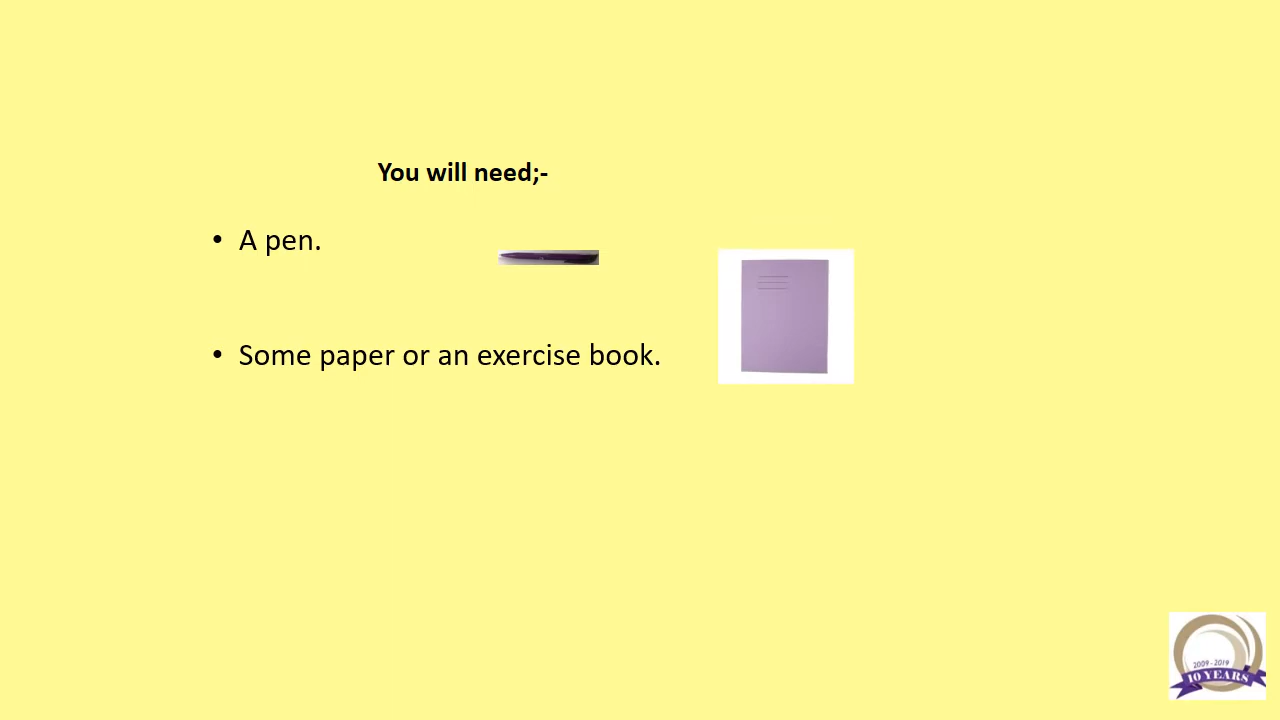 You will need;-
• A pen.
• Some paper or an exercise book.
2009 - 2019
10 YEARS